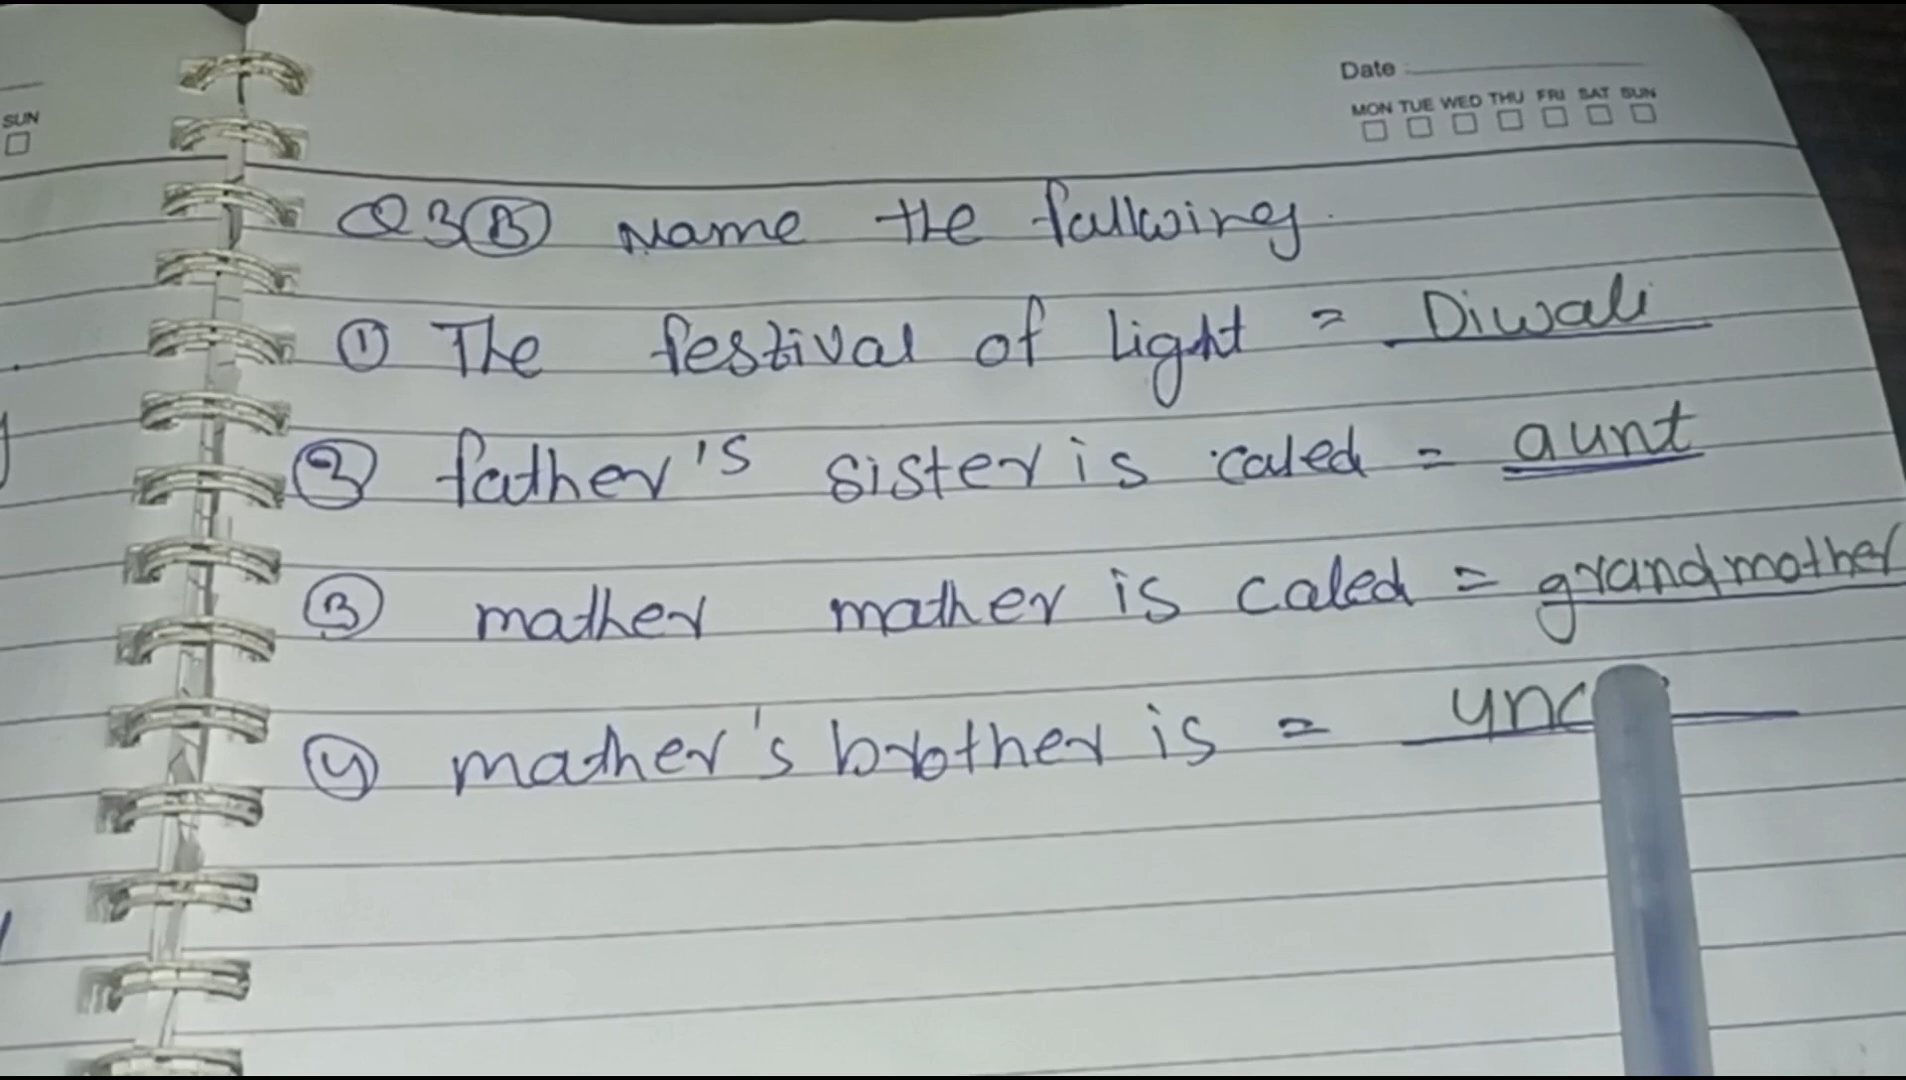 SUN
Date
MON TUE WED THU FRI SAT SUN
Q3(B) Name the fallwing
① The festival of Light = Diwali
② father's sister is caled = aunt
③ mather mather is caled = grandmother
④ mather's brother is =